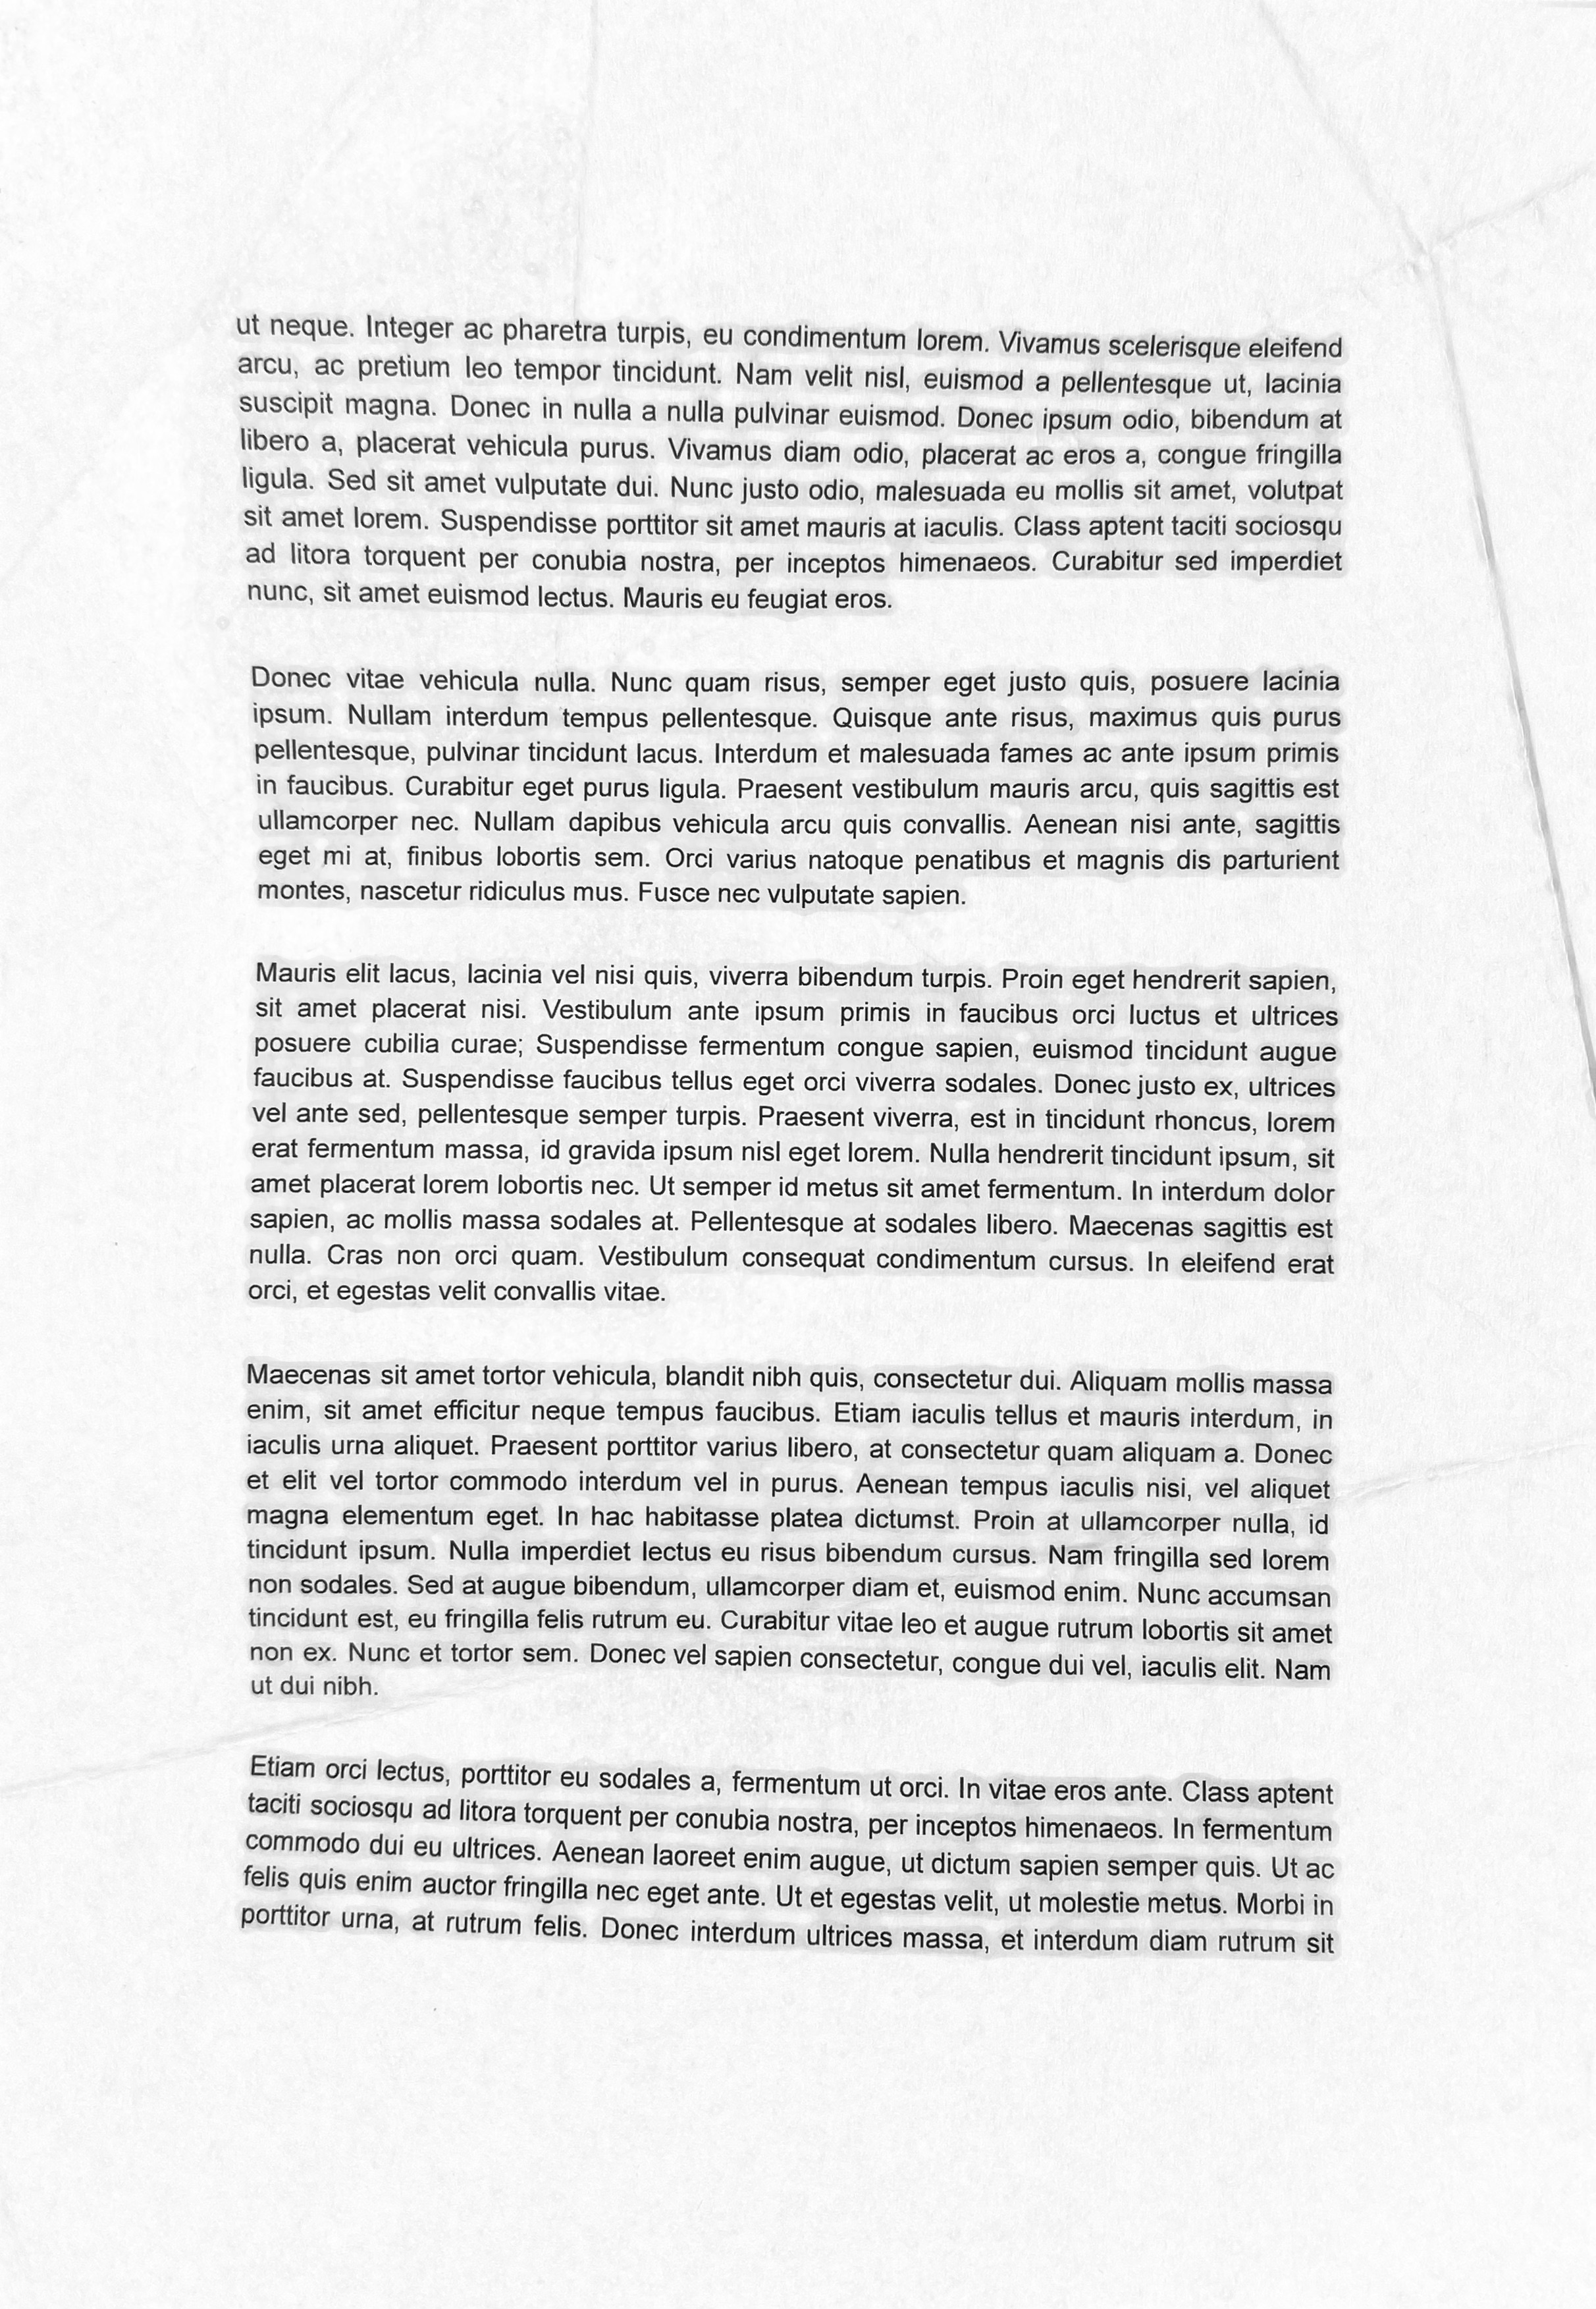 ut neque. Integer ac pharetra turpis, eu condimentum lorem. Vivamus scelerisque eleifend
arcu, ac pretium leo tempor tincidunt. Nam velit nisl, euismod a pellentesque ut, lacinia
suscipit magna. Donec in nulla a nulla pulvinar euismod. Donec ipsum odio, bibendum at
libero a, placerat vehicula purus. Vivamus diam odio, placerat ac eros a, congue fringilla
ligula. Sed sit amet vulputate dui. Nunc justo odio, malesuada eu mollis sit amet, volutpat
sit amet lorem. Suspendisse porttitor sit amet mauris at iaculis. Class aptent taciti sociosqu
ad litora torquent per conubia nostra, per inceptos himenaeos. Curabitur sed imperdiet
nunc, sit amet euismod lectus. Mauris eu feugiat eros.
Donec vitae vehicula nulla. Nunc quam risus, semper eget justo quis, posuere lacinia
ipsum. Nullam interdum tempus pellentesque. Quisque ante risus, maximus quis purus
pellentesque, pulvinar tincidunt lacus. Interdum et malesuada fames ac ante ipsum primis
in faucibus. Curabitur eget purus ligula. Praesent vestibulum mauris arcu, quis sagittis est
ullamcorper nec. Nullam dapibus vehicula arcu quis convallis. Aenean nisi ante, sagittis
eget mi at, finibus lobortis sem. Orci varius natoque penatibus et magnis dis parturient
montes, nascetur ridiculus mus. Fusce nec vulputate sapien.
Mauris elit lacus, lacinia vel nisi quis, viverra bibendum turpis. Proin eget hendrerit sapien,
sit amet placerat nisi. Vestibulum ante ipsum primis in faucibus orci luctus et ultrices
posuere cubilia curae; Suspendisse fermentum congue sapien, euismod tincidunt augue
faucibus at. Suspendisse faucibus tellus eget orci viverra sodales. Donec justo ex, ultrices
vel ante sed, pellentesque semper turpis. Praesent viverra, est in tincidunt rhoncus, lorem
erat fermentum massa, id gravida ipsum nisl eget lorem. Nulla hendrerit tincidunt ipsum, sit
amet placerat lorem lobortis nec. Ut semper id metus sit amet fermentum. In interdum dolor
sapien, ac mollis massa sodales at. Pellentesque at sodales libero. Maecenas sagittis est
nulla. Cras non orci quam. Vestibulum consequat condimentum cursus. In eleifend erat
orci, et egestas velit convallis vitae.
Maecenas sit amet tortor vehicula, blandit nibh quis, consectetur dui. Aliquam mollis massa
enim, sit amet efficitur neque tempus faucibus. Etiam iaculis tellus et mauris interdum, in
iaculis urna aliquet. Praesent porttitor varius libero, at consectetur quam aliquam a. Donec
et elit vel tortor commodo interdum vel in purus. Aenean tempus iaculis nisi, vel aliquet
magna elementum eget. In hac habitasse platea dictumst. Proin at ullamcorper nulla, id
tincidunt ipsum. Nulla imperdiet lectus eu risus bibendum cursus. Nam fringilla sed lorem
non sodales. Sed at augue bibendum, ullamcorper diam et, euismod enim. Nunc accumsan
tincidunt est, eu fringilla felis rutrum eu. Curabitur vitae leo et augue rutrum lobortis sit amet
non ex. Nunc et tortor sem. Donec vel sapien consectetur, congue dui vel, iaculis elit. Nam
ut dui nibh.
Etiam orci lectus, porttitor eu sodales a, fermentum ut orci. In vitae eros ante. Class aptent
taciti sociosqu ad litora torquent per conubia nostra, per inceptos himenaeos. In fermentum
commodo dui eu ultrices. Aenean laoreet enim augue, ut dictum sapien semper quis. Ut ac
felis quis enim auctor fringilla nec eget ante. Ut et egestas velit, ut molestie metus. Morbi in
porttitor urna, at rutrum felis. Donec interdum ultrices massa, et interdum diam rutrum sit